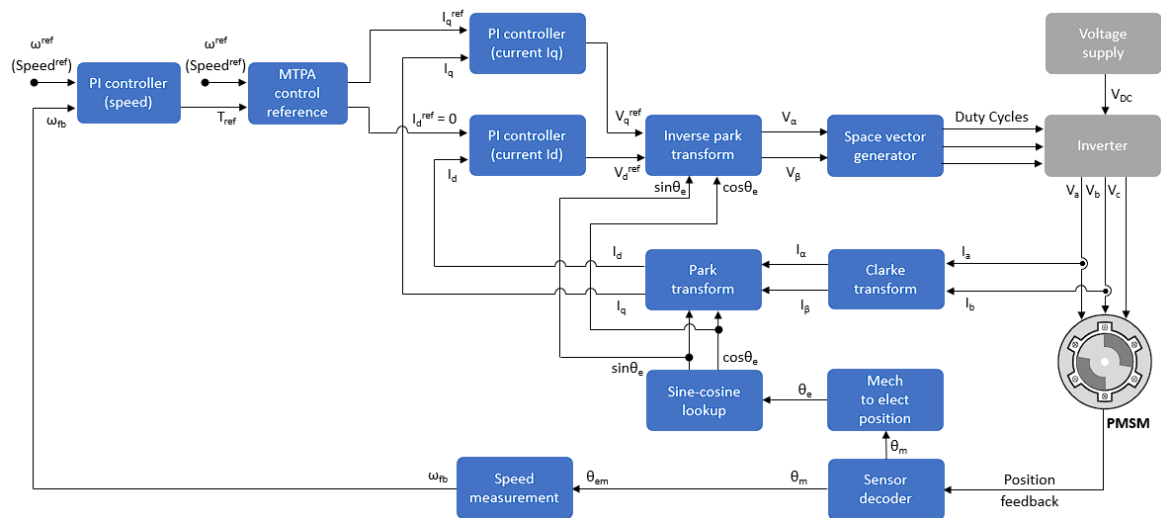 I_q^ref
PI controller
(current Iq)
I_q
ω^ref
(Speed^ref)
PI controller
(speed)
ω_fb
ω^ref
(Speed^ref)
MTPA
control
reference
T_ref
I_d^ref = 0
PI controller
(current Id)
I_d
V_q^ref
V_d^ref
Inverse park
transform
sinθ_e
cosθ_e
V_α
V_β
Space vector
generator
Duty Cycles
Voltage
supply
V_DC
Inverter
V_a
V_b
V_c
I_d
I_q
Park
transform
I_α
I_β
Clarke
transform
I_a
I_b
sinθ_e
cosθ_e
Sine-cosine
lookup
θ_e
Mech
to elect
position
PMSM
θ_m
ω_fb
Speed
measurement
θ_em
θ_m
Sensor
decoder
Position
feedback